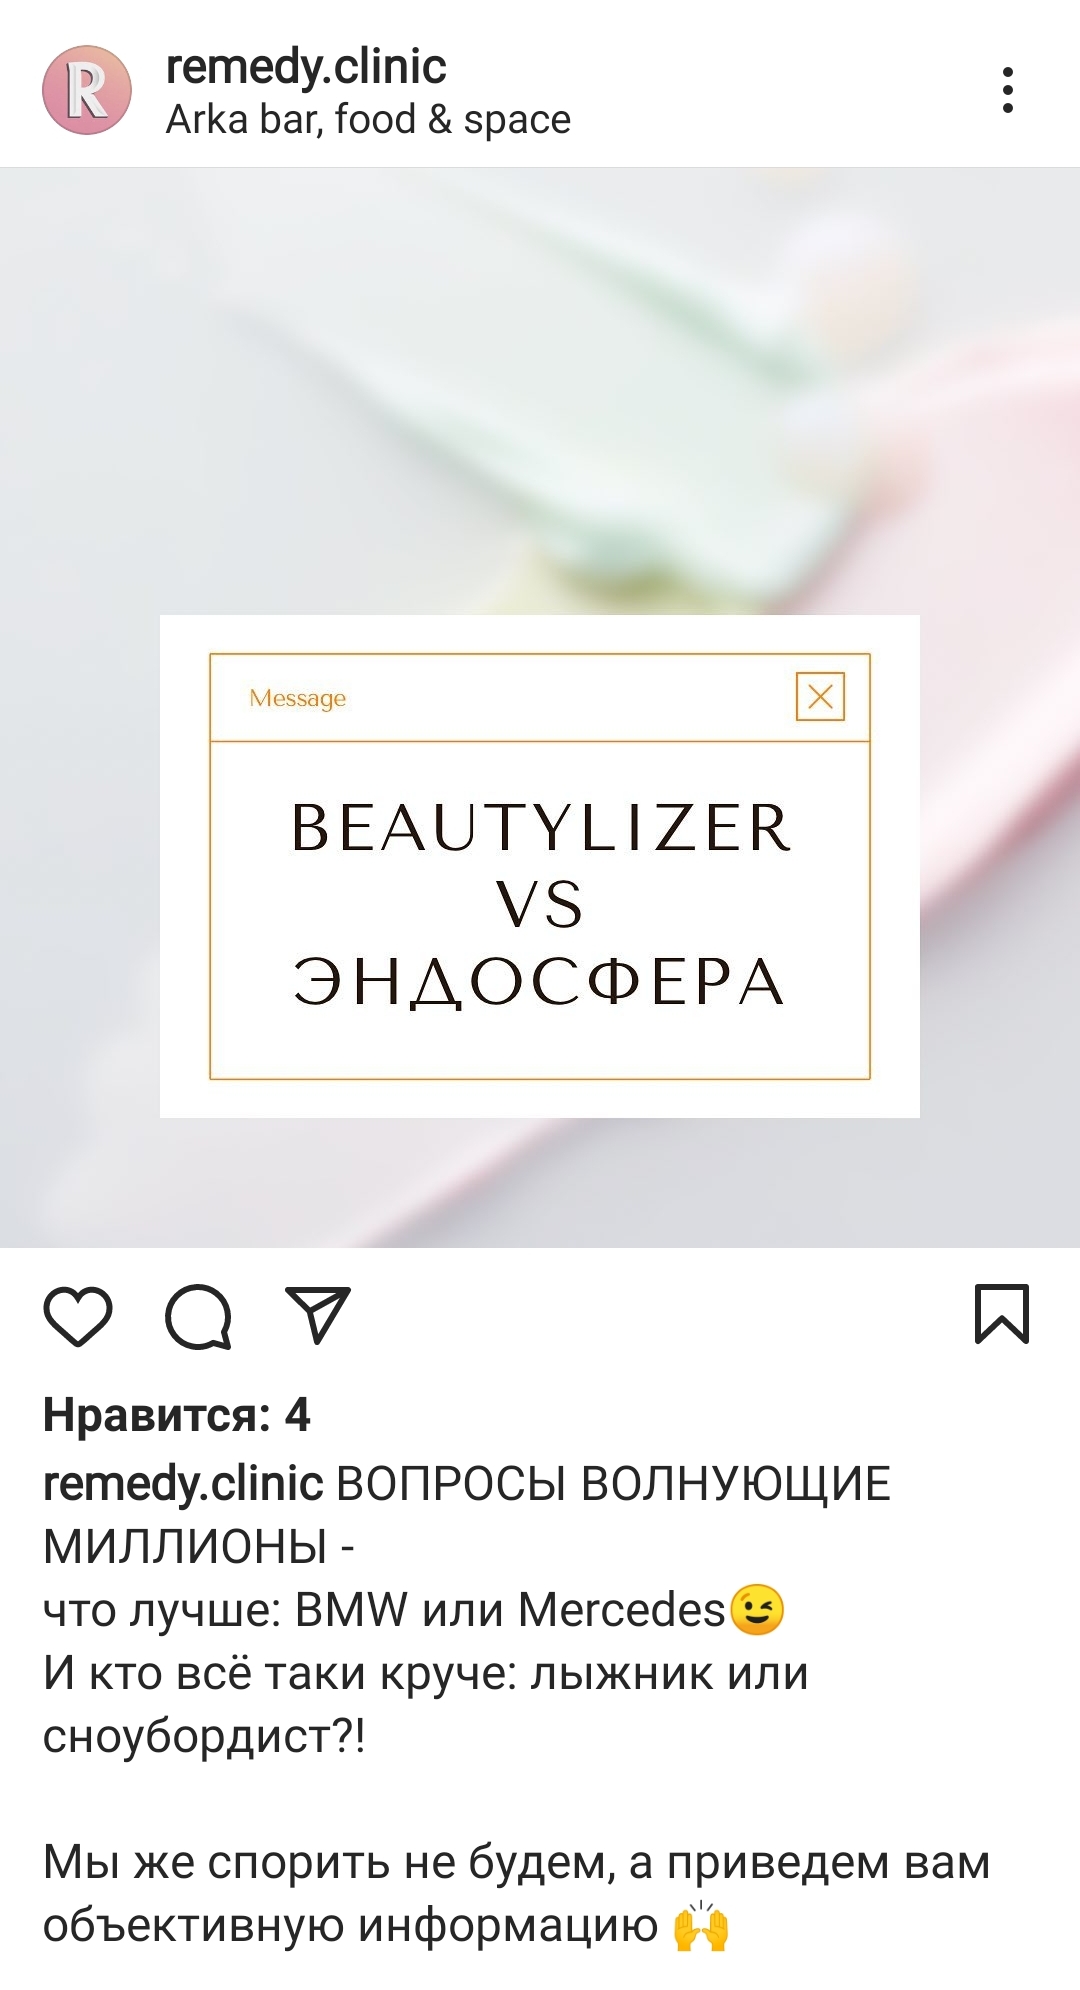 R
remedy.clinic
Arka bar, food & space
Message
BEAUTYLIZER
VS
ЭНДОСФЕРА
Нравится: 4
remedy.clinic ВОПРОСЫ ВОЛНУЮЩИЕ
МИЛЛИОНЫ -
что лучше: BMW или Mercedes😉
И кто всё таки круче: лыжник или
сноубордист?!
Мы же спорить не будем, а приведем вам
объективную информацию 🙌